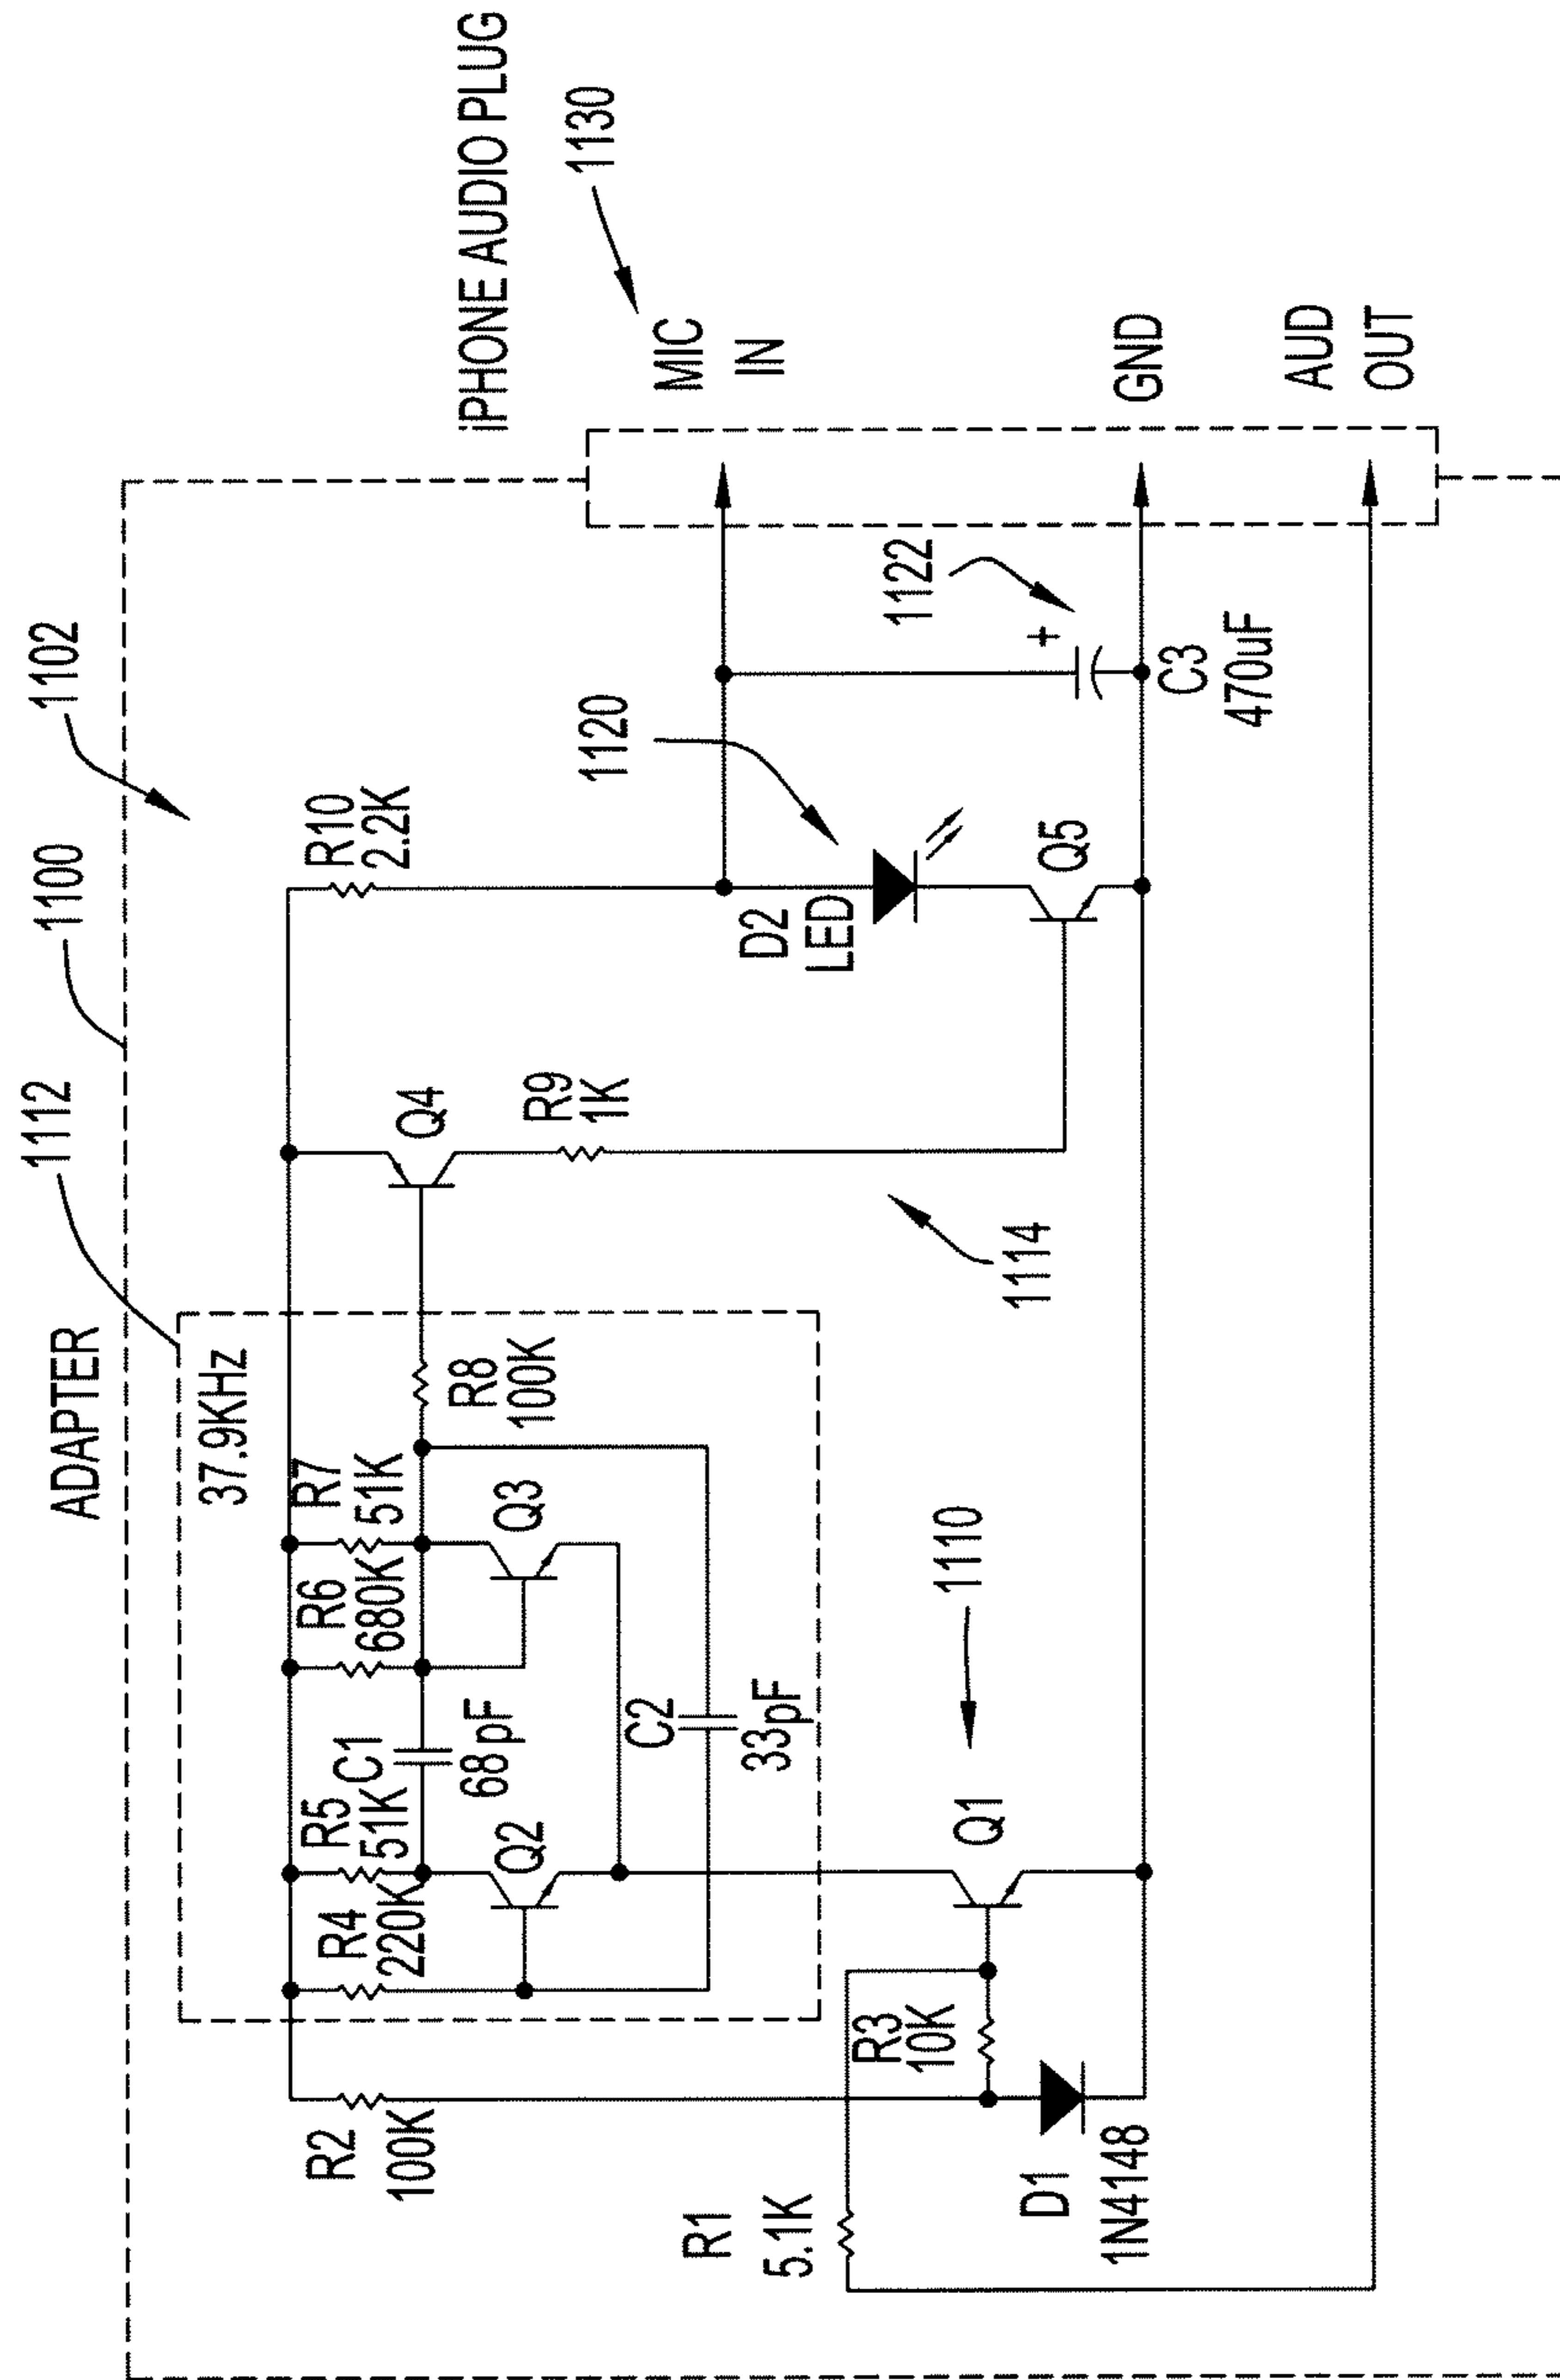 ADAPTER
1112
1100
1102
iPHONE AUDIO PLUG
1130
37.9KHz
R2
100K
R4
220K
R5
51K
C1
68pF
R6
680K
R7
51K
R8
100K
Q2
Q3
C2
33pF
Q4
R9
1K
1114
R10
2.2K
1120
D2
LED
Q5
1122
+
C3
470uF
MIC
IN
GND
AUD
OUT
R1
5.1K
R3
10K
D1
1N4148
Q1
1110